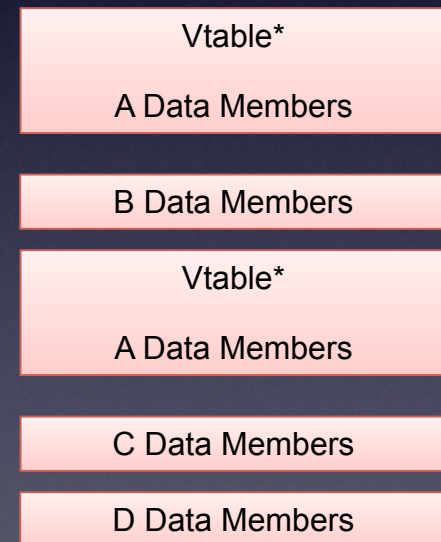 Vtable*
A Data Members
B Data Members
Vtable*
A Data Members
C Data Members
D Data Members